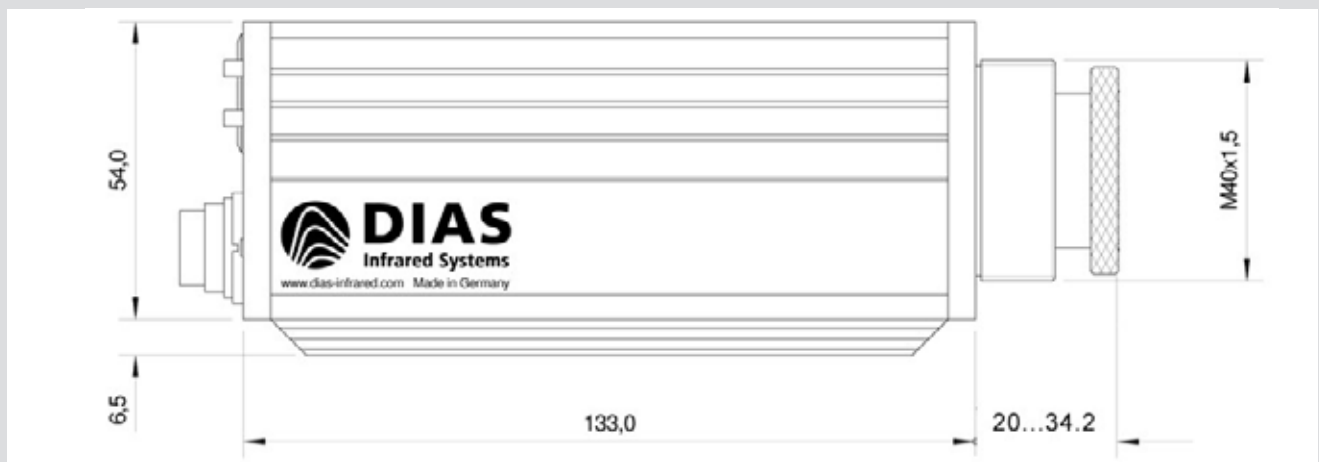 54,0
M40x1,5
DIAS
Infrared Systems
www.dias-infrared.com Made in Germany
6,5
133,0
20...34.2